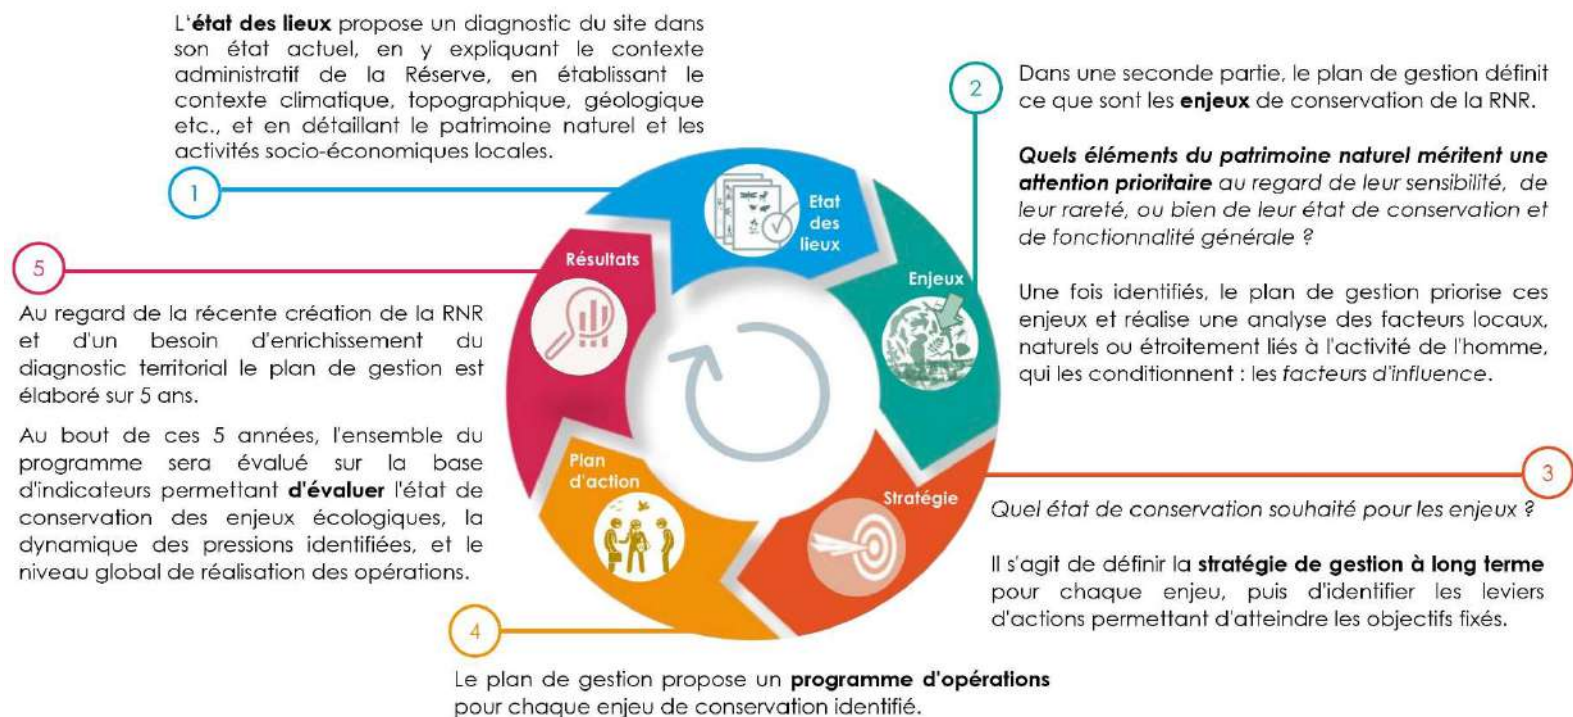 L'état des lieux propose un diagnostic du site dans
son état actuel, en y expliquant le contexte
administratif de la Réserve, en établissant le
contexte climatique, topographique, géologique
etc., et en détaillant le patrimoine naturel et les
activités socio-économiques locales.
1
Etat
des
lieux
2
Dans une seconde partie, le plan de gestion définit
ce que sont les enjeux de conservation de la RNR.
Quels éléments du patrimoine naturel méritent une
attention prioritaire au regard de leur sensibilité, de
leur rareté, ou bien de leur état de conservation et
de fonctionnalité générale ?
Une fois identifiés, le plan de gestion priorise ces
enjeux et réalise une analyse des facteurs locaux,
naturels ou étroitement liés à l'activité de l'homme,
qui les conditionnent : les facteurs d'influence.
Enjeux
3
Quel état de conservation souhaité pour les enjeux ?
Il s'agit de définir la stratégie de gestion à long terme
pour chaque enjeu, puis d'identifier les leviers
d'actions permettant d'atteindre les objectifs fixés.
Stratégie
4
Le plan de gestion propose un programme d'opérations
pour chaque enjeu de conservation identifié.
Plan
d'action
5
Résultats
Au regard de la récente création de la RNR
et d'un besoin d'enrichissement du
diagnostic territorial le plan de gestion est
élaboré sur 5 ans.
Au bout de ces 5 années, l'ensemble du
programme sera évalué sur la base
d'indicateurs permettant d'évaluer l'état de
conservation des enjeux écologiques, la
dynamique des pressions identifiées, et le
niveau global de réalisation des opérations.